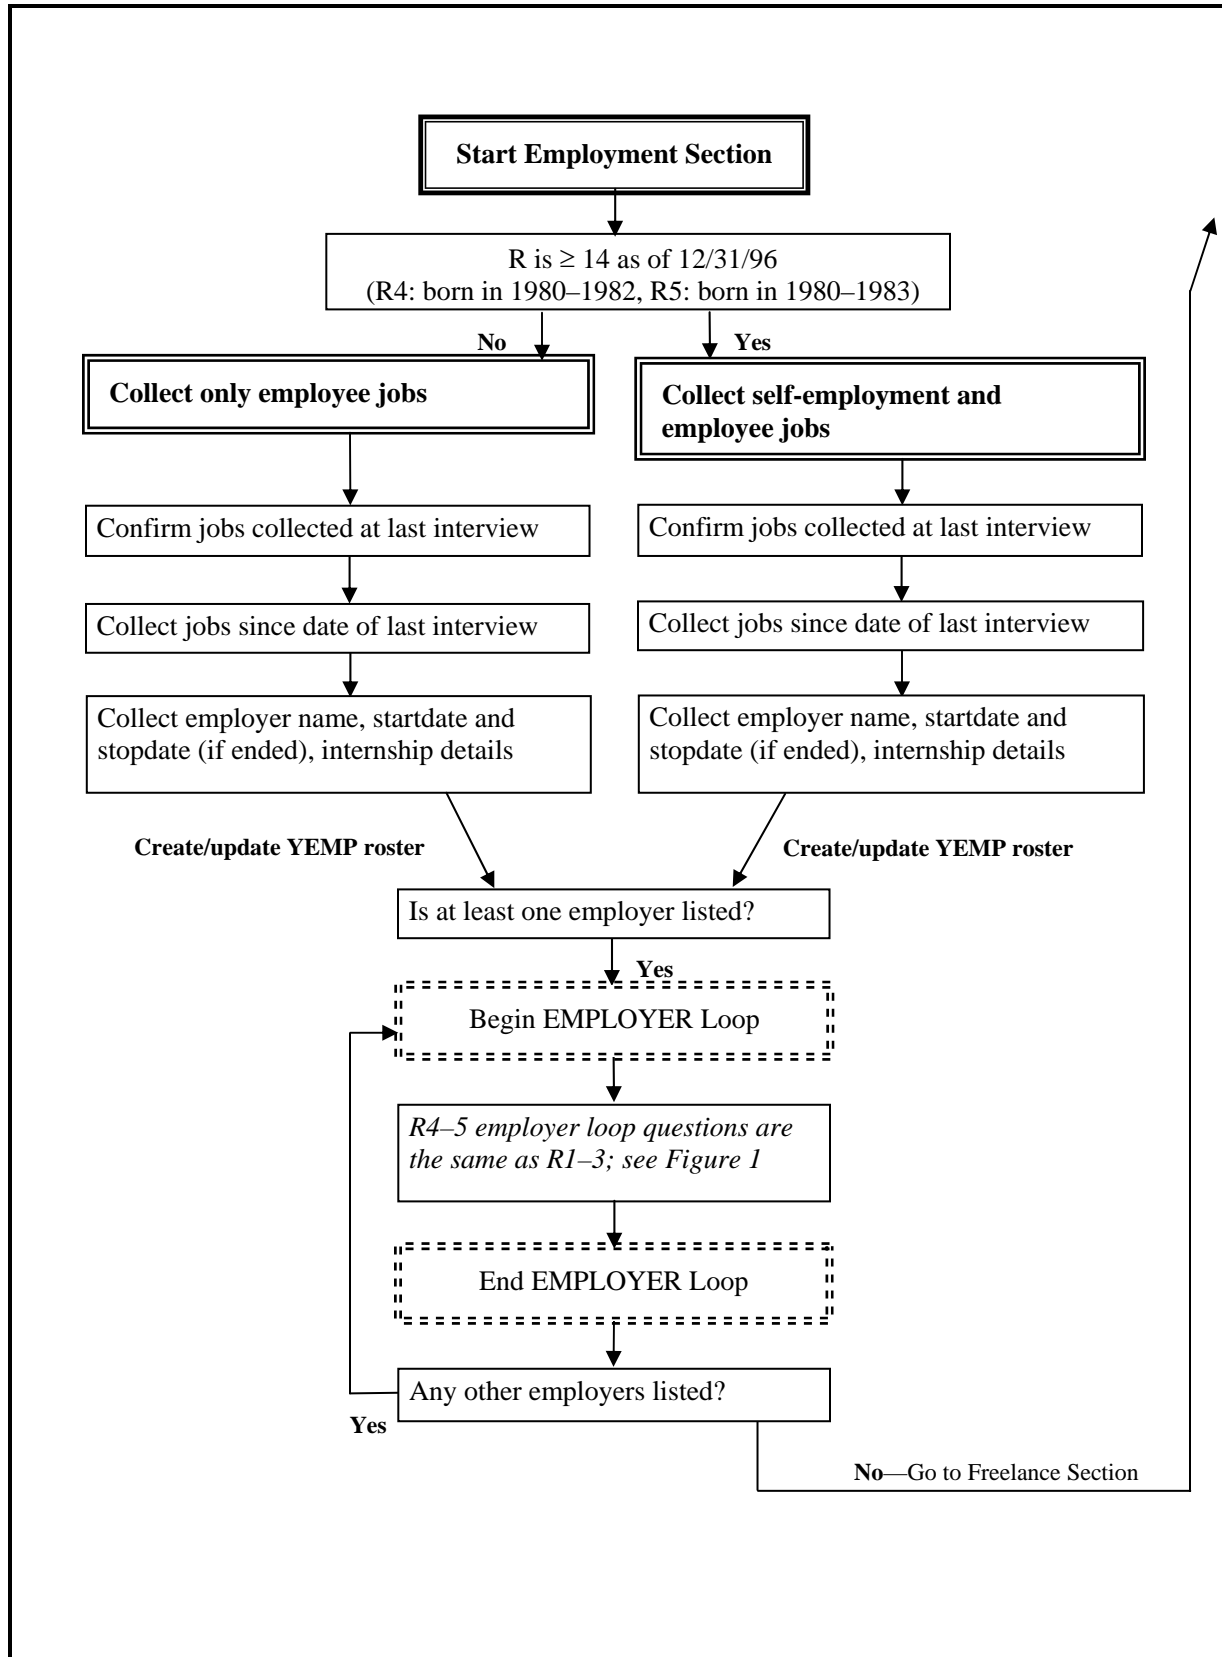 Start Employment Section
R is ≥ 14 as of 12/31/96
(R4: born in 1980–1982, R5: born in 1980–1983)
No
Yes
Collect only employee jobs
Collect self-employment and
employee jobs
Confirm jobs collected at last interview
Confirm jobs collected at last interview
Collect jobs since date of last interview
Collect jobs since date of last interview
Collect employer name, startdate and
stopdate (if ended), internship details
Collect employer name, startdate and
stopdate (if ended), internship details
Create/update YEMP roster
Create/update YEMP roster
Is at least one employer listed?
Yes
Begin EMPLOYER Loop
R4–5 employer loop questions are
the same as R1–3; see Figure 1
End EMPLOYER Loop
Any other employers listed?
Yes
No—Go to Freelance Section